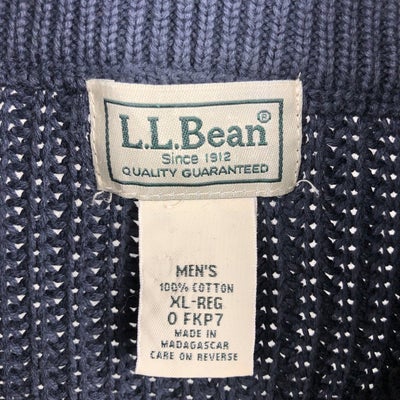 L.L.Bean®
Since 1912
QUALITY GUARANTEED
MEN'S
100% COTTON
XL-REG
0 FKP7
MADE IN
MADAGASCAR
CARE ON REVERSE